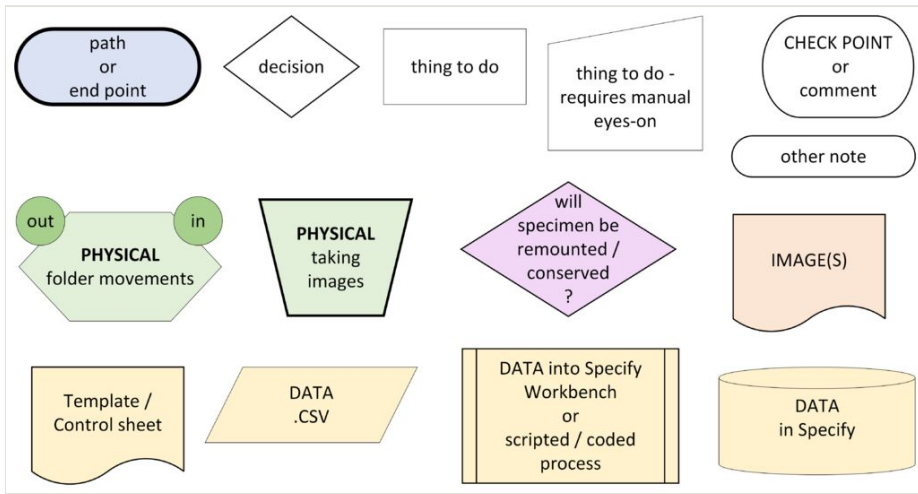 path
or
end point
decision
thing to do
thing to do -
requires manual
eyes-on
CHECK POINT
or
comment
other note
out
in
PHYSICAL
folder movements
PHYSICAL
taking
images
will
specimen be
remounted /
conserved
?
IMAGE(S)
Template /
Control sheet
DATA
.CSV
DATA into Specify
Workbench
or
scripted / coded
process
DATA
in Specify